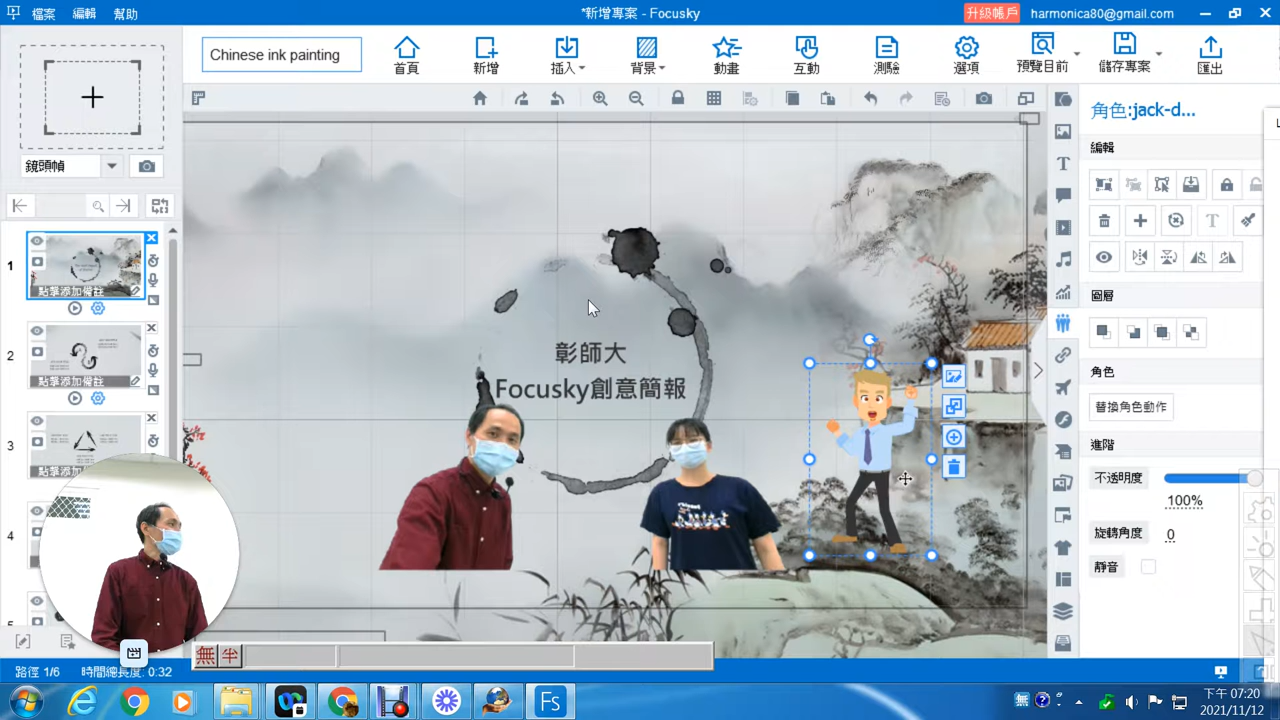 檔案 編輯 幫助
*新增專案 - Focusky
升級帳戶 harmonica80@gmail.com
Chinese ink painting
首頁 新增 插入 背景 動畫 互動 測驗 選項 預覽目前 儲存專案 匯出
鏡頭幀
角色:jack-d...
編輯
圖層
角色
替換角色動作
進階
不透明度
100%
旋轉角度 0
靜音
1
點擊添加備註
2
點擊添加備註
3
4
5
彰師大
Focusky創意簡報
無 半
路徑 1/6 時間總長度: 0:32
Fs
無
下午 07:20
2021/11/12